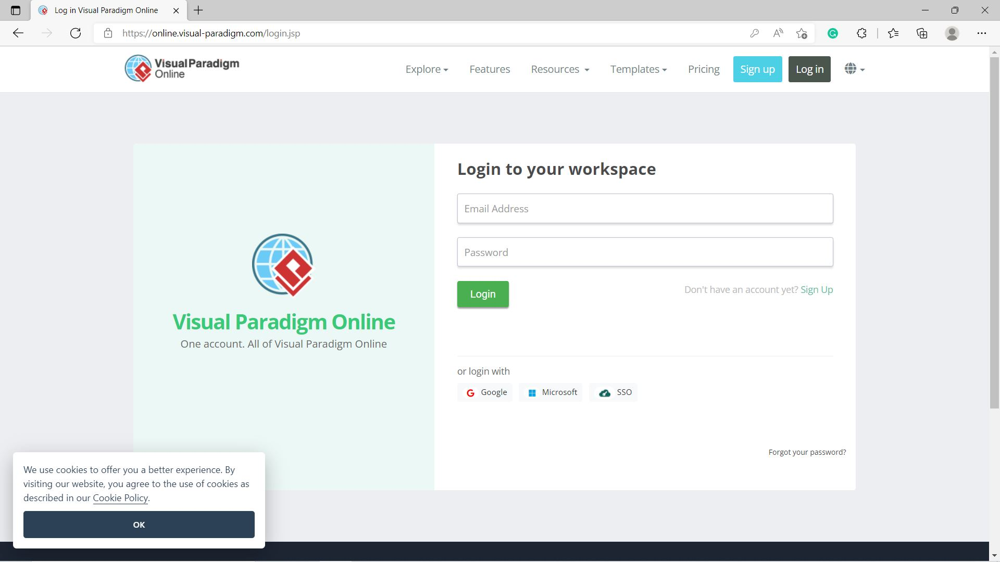 Log in Visual Paradigm Online
https://online.visual-paradigm.com/login.jsp
Visual Paradigm
Online
Explore
Features
Resources
Templates
Pricing
Sign up
Log in
Visual Paradigm Online
One account. All of Visual Paradigm Online
Login to your workspace
Email Address
Password
Login
Don't have an account yet? Sign Up
or login with
Google
Microsoft
SSO
Forgot your password?
We use cookies to offer you a better experience. By
visiting our website, you agree to the use of cookies as
described in our Cookie Policy.
OK